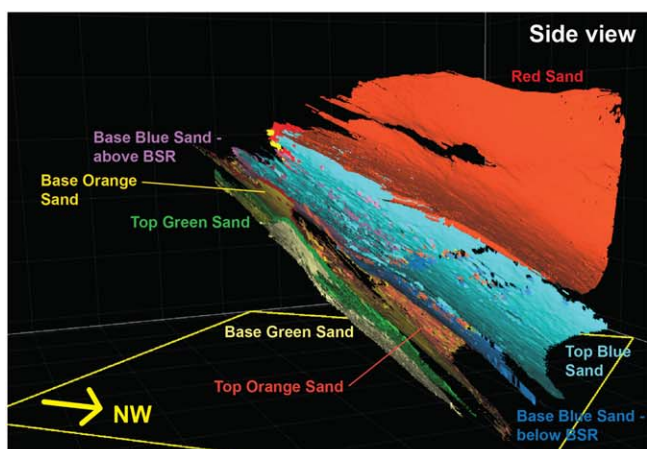 Side view
Red Sand
Base Blue Sand -
above BSR
Base Orange
Sand
Top Green Sand
Base Green Sand
Top Orange Sand
Top Blue
Sand
Base Blue Sand -
below BSR
NW